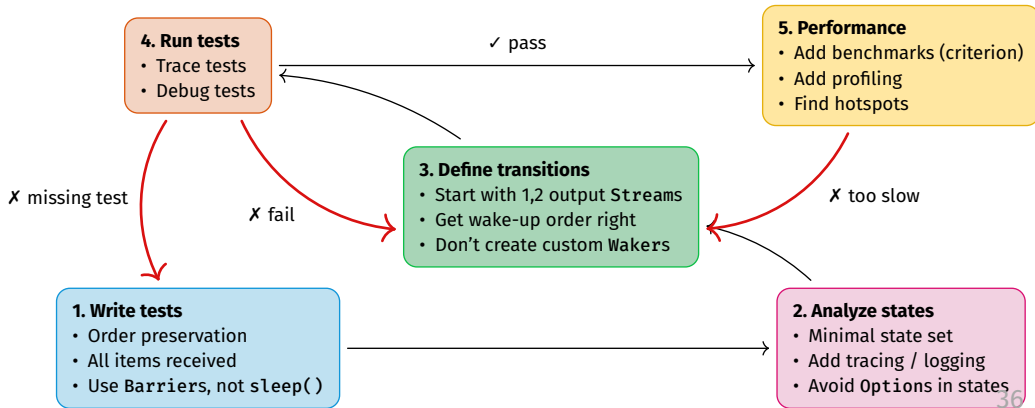 4. Run tests
• Trace tests
• Debug tests
✓ pass
5. Performance
• Add benchmarks (criterion)
• Add profiling
• Find hotspots
✗ missing test
✗ fail
3. Define transitions
• Start with 1,2 output Streams
• Get wake-up order right
• Don't create custom Wakers
✗ too slow
1. Write tests
• Order preservation
• All items received
• Use Barriers, not sleep()
2. Analyze states
• Minimal state set
• Add tracing / logging
• Avoid Options in states
36